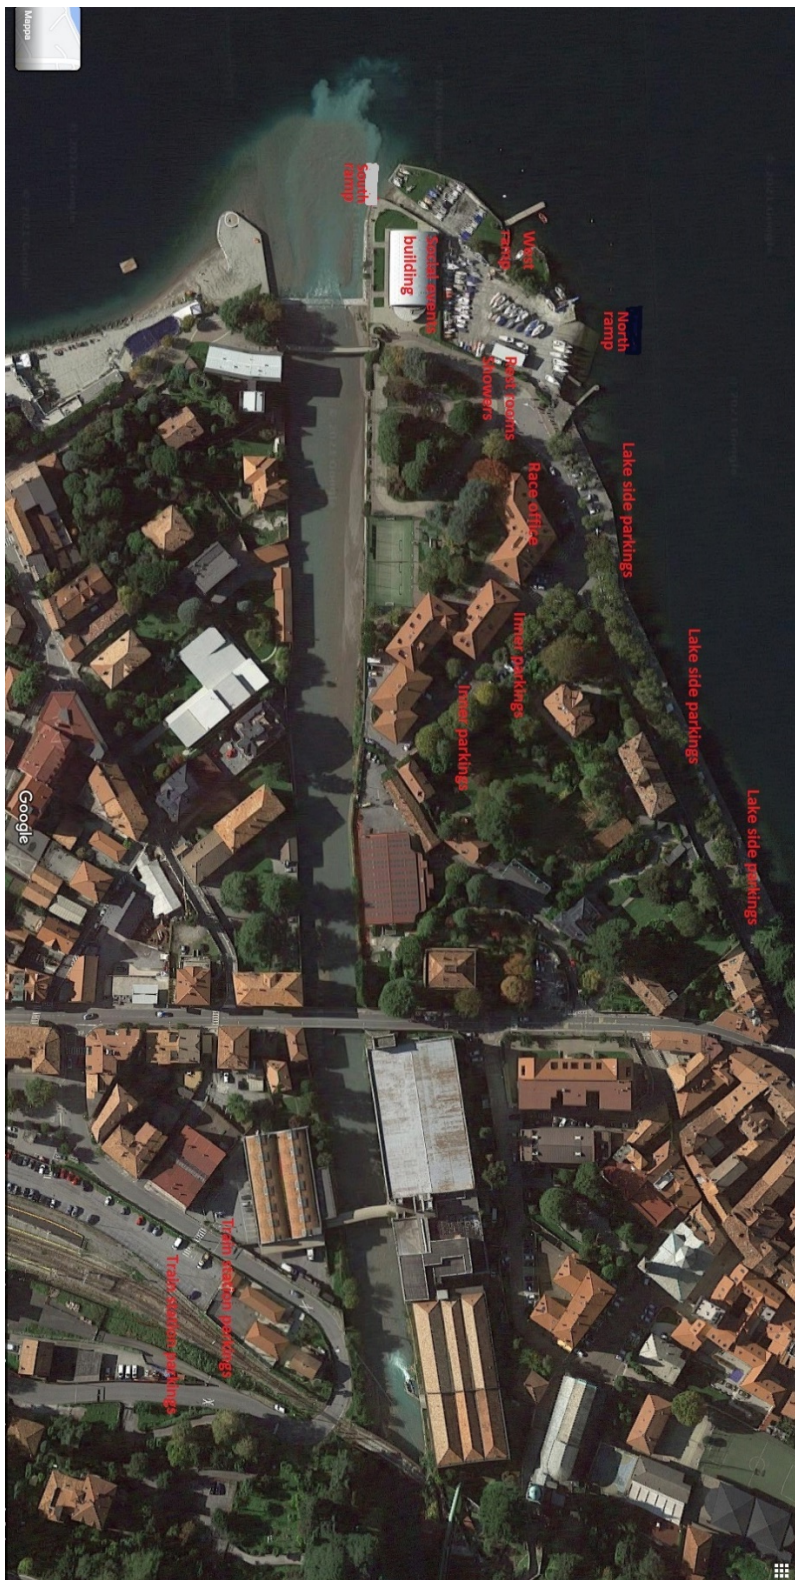 Mappa
South
ramp
West
ramp
Social events
building
North
ramp
Rest rooms
Showers
Race office
Lake side parkings
Lake side parkings
Lake side parkings
Inner parkings
Inner parkings
Google
Train station parkings
Train station parkings